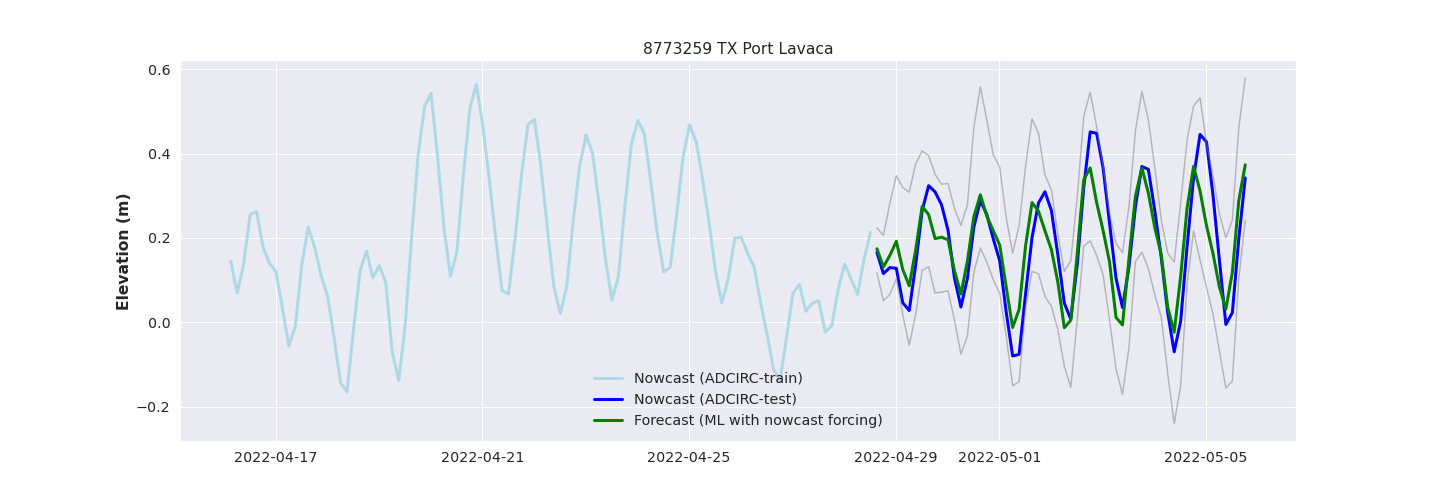 8773259 TX Port Lavaca
0.6
0.4
0.2
0.0
−0.2
Elevation (m)
Nowcast (ADCIRC-train)
Nowcast (ADCIRC-test)
Forecast (ML with nowcast forcing)
2022-04-17
2022-04-21
2022-04-25
2022-04-29
2022-05-01
2022-05-05